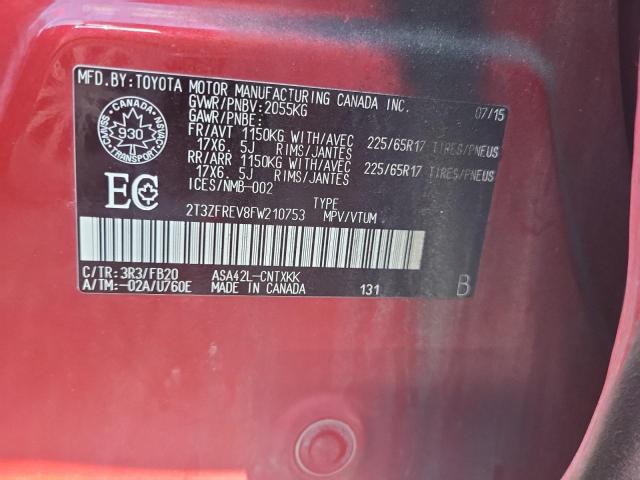 MFD.BY:TOYOTA MOTOR MANUFACTURING CANADA INC.
GVWR/PNBV:2055KG 07/15
GAWR/PNBE:
FR/AVT 1150KG WITH/AVEC 225/65R17 TIRES/PNEUS
17X6.5J RIMS/JANTES
RR/ARR 1150KG WITH/AVEC 225/65R17 TIRES/PNEUS
17X6.5J RIMS/JANTES
ICES/NMB-002
CANADA
CMVSS NSVAC
930
TRANSPORT
EC
TYPE
2T3ZFREV8FW210753 MPV/VTUM
C/TR:3R3/FB20 ASA42L-CNTXKK
A/TM:-02A/U760E MADE IN CANADA 131 B